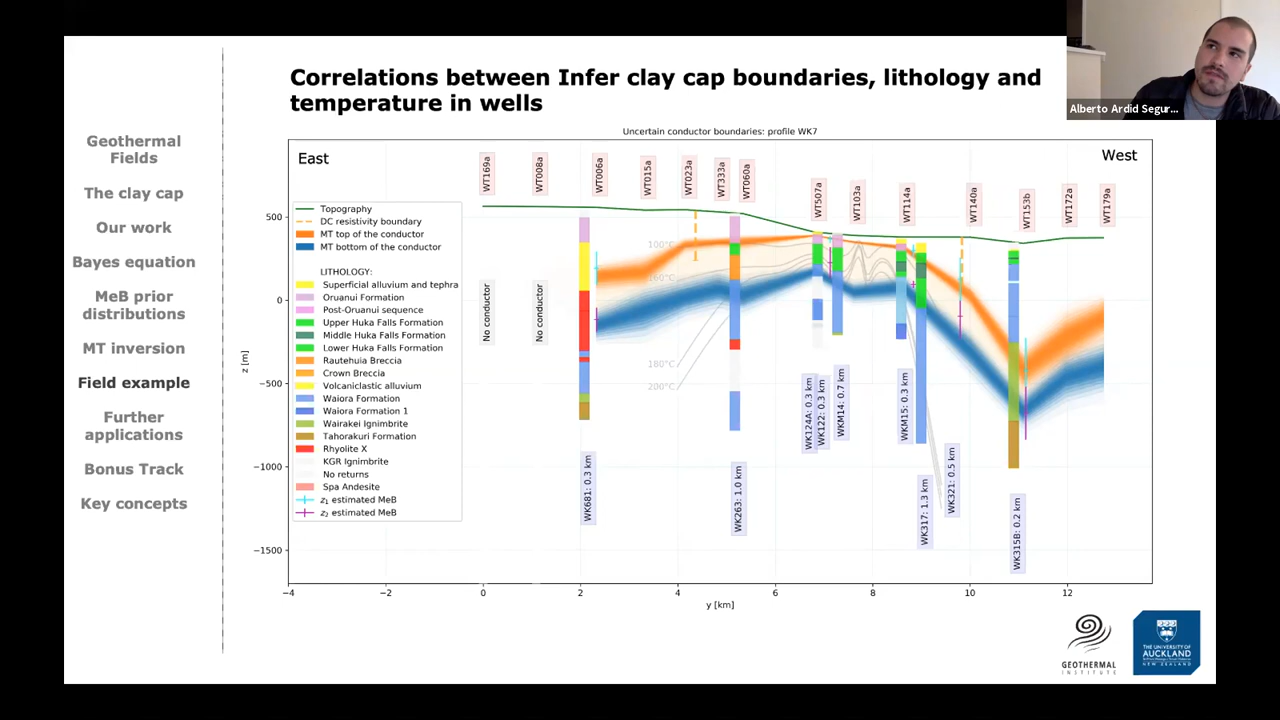 Alberto Ardid Segur...
Correlations between Infer clay cap boundaries, lithology and
temperature in wells
Geothermal
Fields
The clay cap
Our work
Bayes equation
MeB prior
distributions
MT inversion
Field example
Further
applications
Bonus Track
Key concepts
Uncertain conductor boundaries: profile WK7
East
West
WT169a
WT008a
WT006a
WT015a
WT023a
WT333a
WT060a
WT507a
WT103a
WT114a
WT140a
WT153b
WT172a
WT179a
Topography
DC resistivity boundary
MT top of the conductor
MT bottom of the conductor
LITHOLOGY:
Superficial alluvium and tephra
Oruanui Formation
Post-Oruanui sequence
Upper Huka Falls Formation
Middle Huka Falls Formation
Lower Huka Falls Formation
Rautehuia Breccia
Crown Breccia
Volcaniclastic alluvium
Waiora Formation
Waiora Formation 1
Wairakei Ignimbrite
Tahorakuri Formation
Rhyolite X
KGR Ignimbrite
No returns
Spa Andesite
z₁ estimated MeB
z₂ estimated MeB
No conductor
No conductor
100°C
160°C
180°C
200°C
WK681: 0.3 km
WK263: 1.0 km
WK124A: 0.3 km
WK122: 0.3 km
WKM14: 0.7 km
WKM15: 0.3 km
WK317: 1.3 km
WK321: 0.5 km
WK315B: 0.2 km
z [m]
500
0
−500
−1000
−1500
−4
−2
0
2
4
6
8
10
12
y [km]
GEOTHERMAL
INSTITUTE
THE UNIVERSITY OF
AUCKLAND
NEW ZEALAND